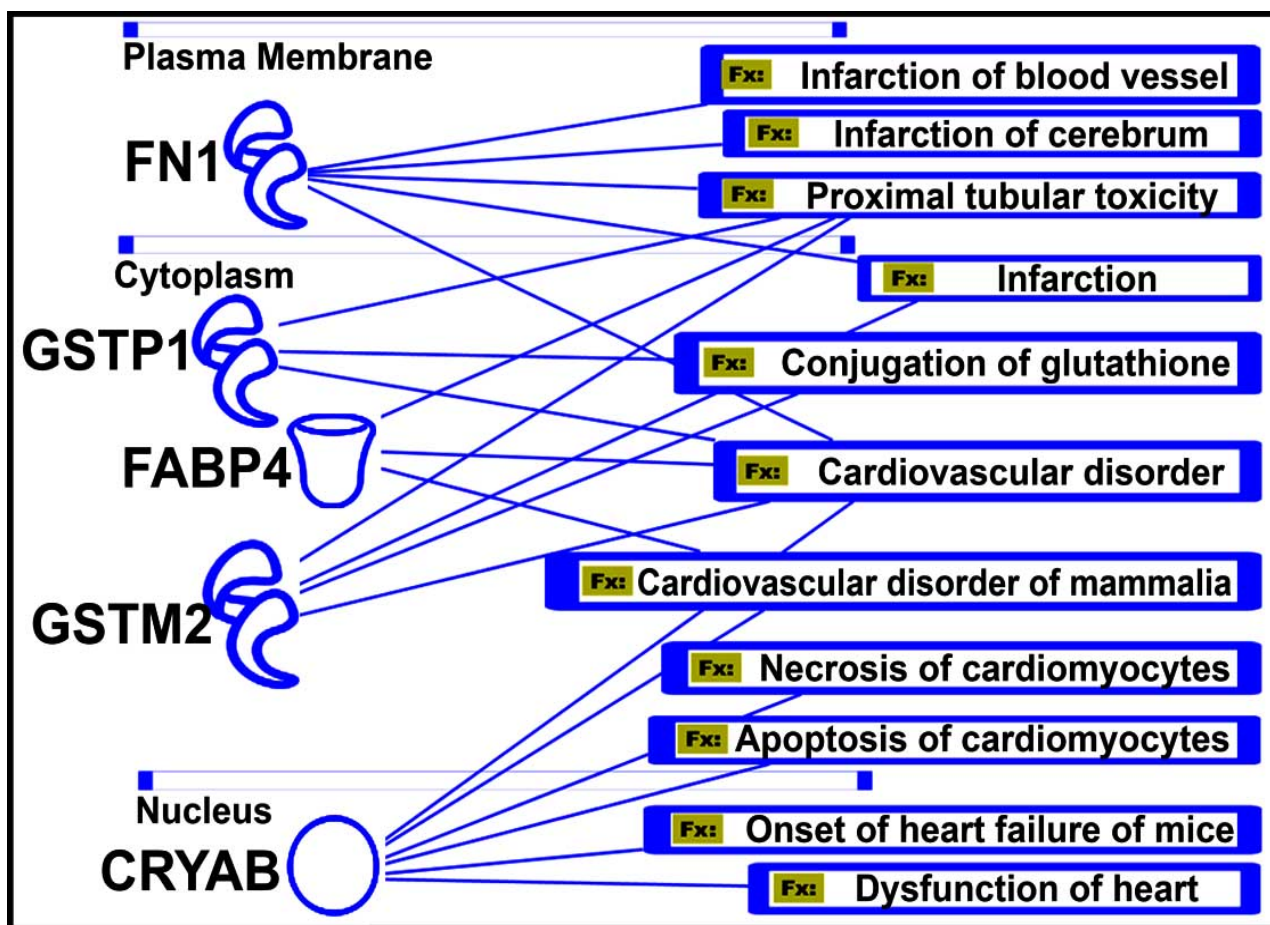 Plasma Membrane
FN1
Cytoplasm
GSTP1
FABP4
GSTM2
Nucleus
CRYAB
Fx: Infarction of blood vessel
Fx: Infarction of cerebrum
Fx: Proximal tubular toxicity
Fx: Infarction
Fx: Conjugation of glutathione
Fx: Cardiovascular disorder
Fx: Cardiovascular disorder of mammalia
Fx: Necrosis of cardiomyocytes
Fx: Apoptosis of cardiomyocytes
Fx: Onset of heart failure of mice
Fx: Dysfunction of heart